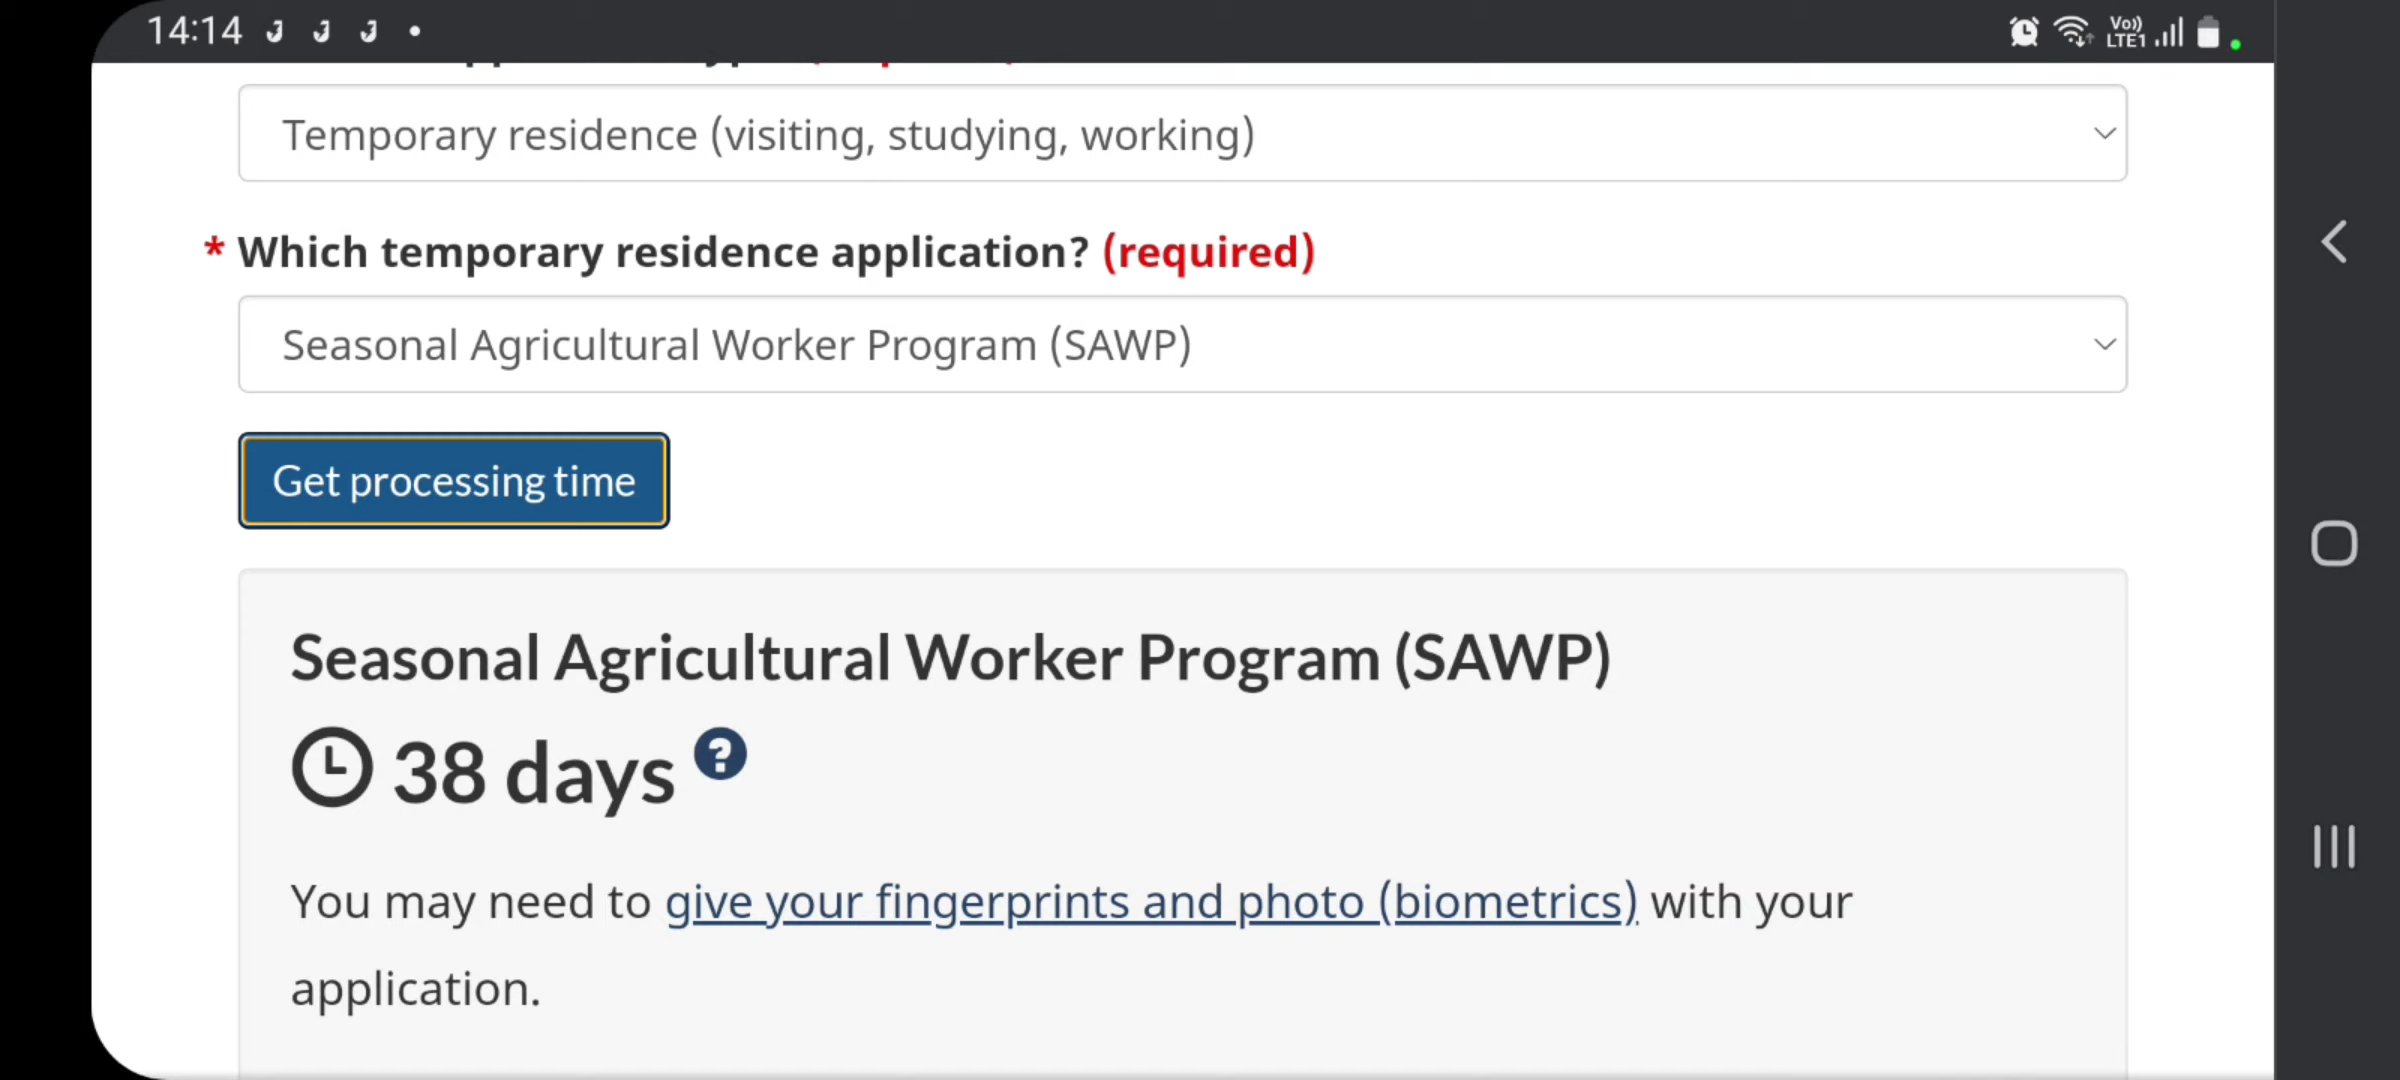 14:14
Vo))
LTE1
Temporary residence (visiting, studying, working)
* Which temporary residence application? (required)
Seasonal Agricultural Worker Program (SAWP)
Get processing time
Seasonal Agricultural Worker Program (SAWP)
38 days ?
You may need to give your fingerprints and photo (biometrics) with your
application.